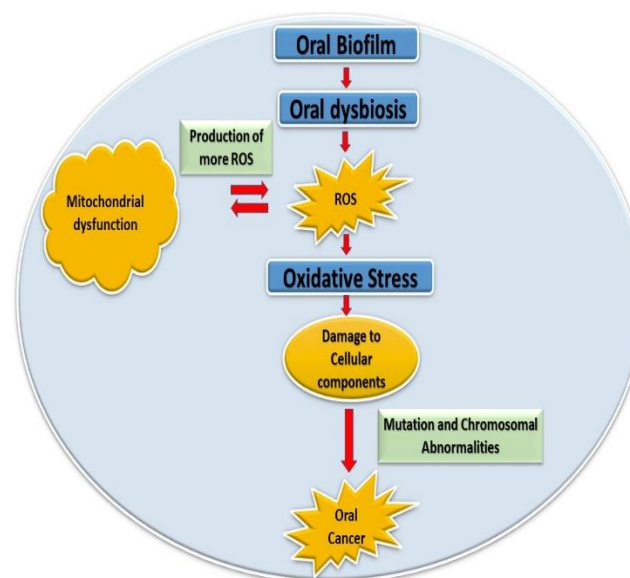 Oral Biofilm
Oral dysbiosis
Production of
more ROS
Mitochondrial
dysfunction
ROS
Oxidative Stress
Damage to
Cellular
components
Mutation and Chromosomal
Abnormalities
Oral
Cancer